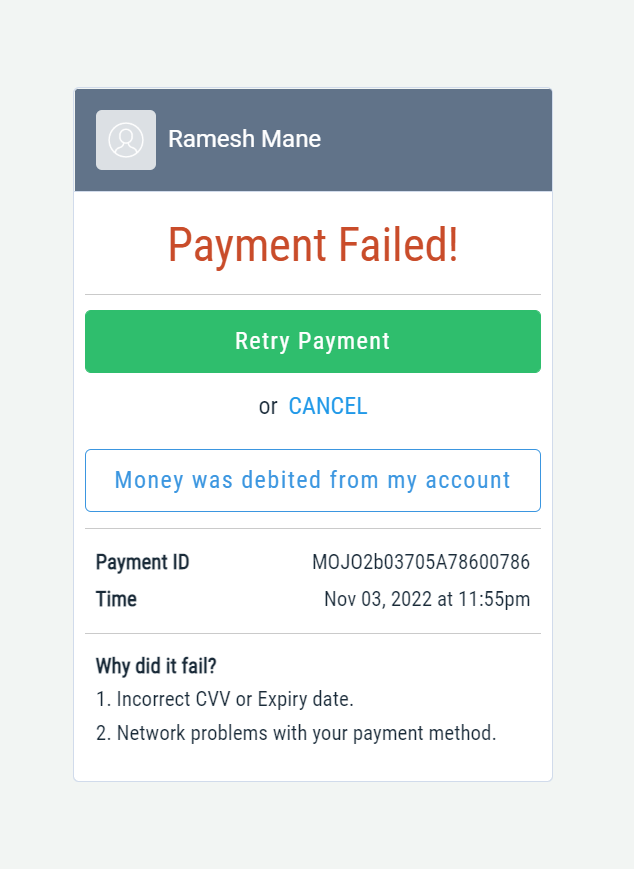 Ramesh Mane
Payment Failed!
Retry Payment
or CANCEL
Money was debited from my account
Payment ID MOJO2b03705A78600786
Time Nov 03, 2022 at 11:55pm
Why did it fail?
1. Incorrect CVV or Expiry date.
2. Network problems with your payment method.